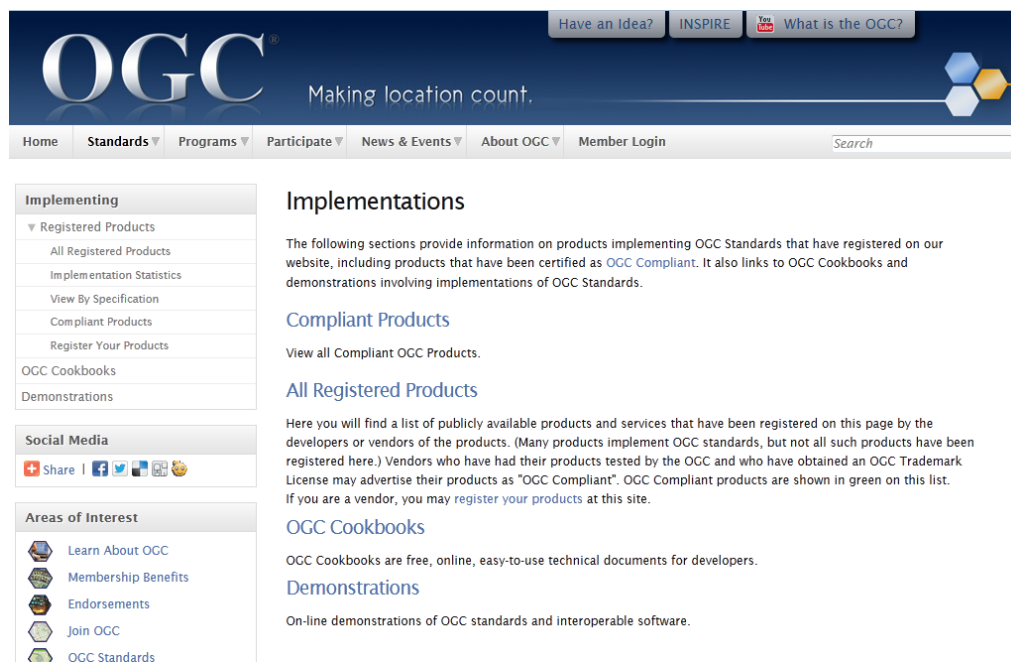 Have an Idea?
INSPIRE
You Tube What is the OGC?
OGC®
Making location count.
Home Standards Programs Participate News & Events About OGC Member Login Search
Implementing
Registered Products
All Registered Products
Implementation Statistics
View By Specification
Compliant Products
Register Your Products
OGC Cookbooks
Demonstrations
Social Media
Share |
Areas of Interest
Learn About OGC
Membership Benefits
Endorsements
Join OGC
OGC Standards
Implementations
The following sections provide information on products implementing OGC Standards that have registered on our
website, including products that have been certified as OGC Compliant. It also links to OGC Cookbooks and
demonstrations involving implementations of OGC Standards.
Compliant Products
View all Compliant OGC Products.
All Registered Products
Here you will find a list of publicly available products and services that have been registered on this page by the
developers or vendors of the products. (Many products implement OGC standards, but not all such products have been
registered here.) Vendors who have had their products tested by the OGC and who have obtained an OGC Trademark
License may advertise their products as "OGC Compliant". OGC Compliant products are shown in green on this list.
If you are a vendor, you may register your products at this site.
OGC Cookbooks
OGC Cookbooks are free, online, easy-to-use technical documents for developers.
Demonstrations
On-line demonstrations of OGC standards and interoperable software.